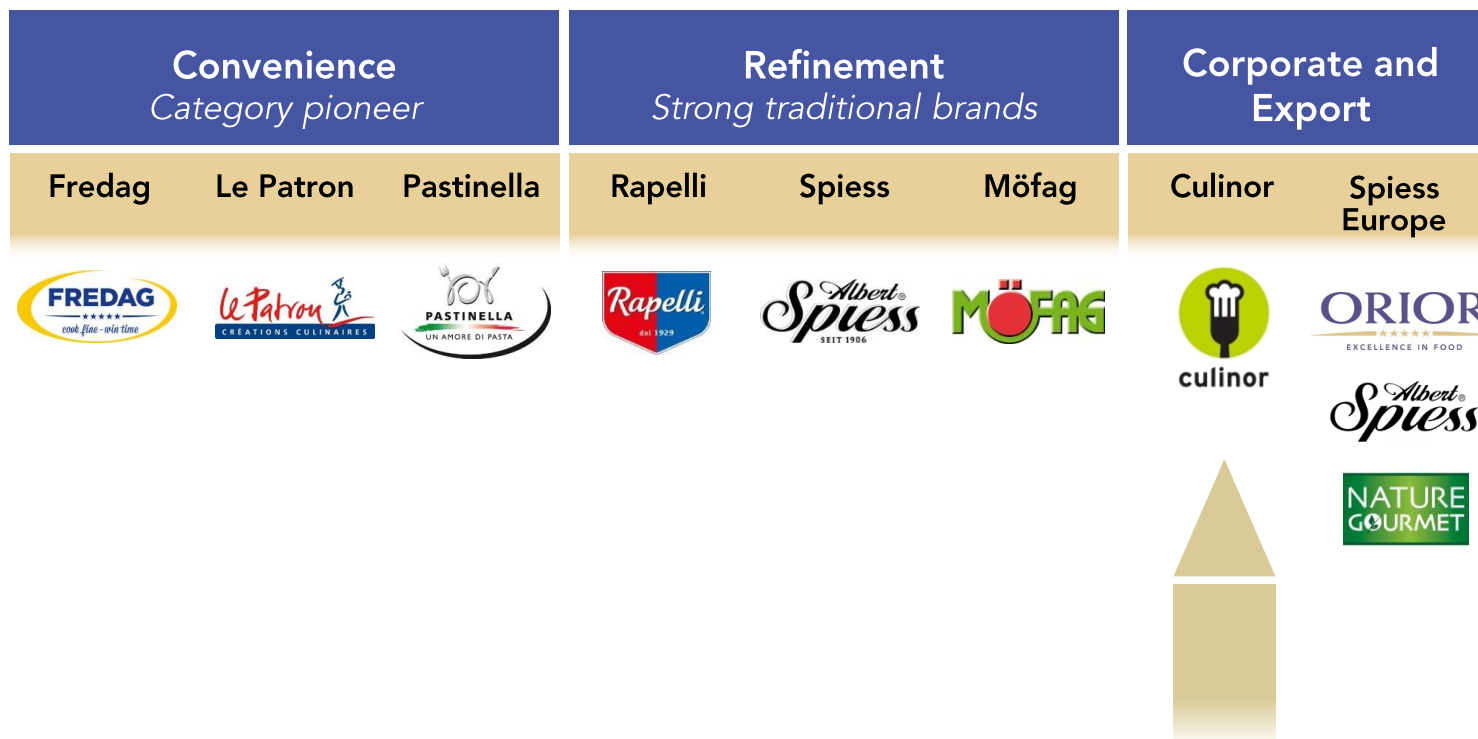 Convenience
Category pioneer
Refinement
Strong traditional brands
Corporate and
Export
Fredag
Le Patron
Pastinella
Rapelli
Spiess
Möfag
Culinor
Spiess
Europe
FREDAG
cook fine - win time
le Patron
CRÉATIONS CULINAIRES
PASTINELLA
UN AMORE DI PASTA
Rapelli
dal 1929
Albert®
Spiess
SEIT 1906
MÖFAG
culinor
ORIOR
EXCELLENCE IN FOOD
Albert®
Spiess
NATURE
GOURMET